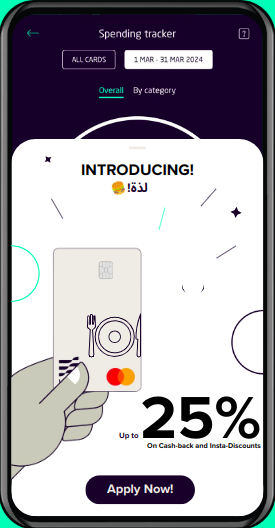 Spending tracker
?
ALL CARDS
1 MAR - 31 MAR 2024
Overall
By category
INTRODUCING!
🍔 !لذة
Up to 25%
On Cash-back and Insta-Discounts
Apply Now!